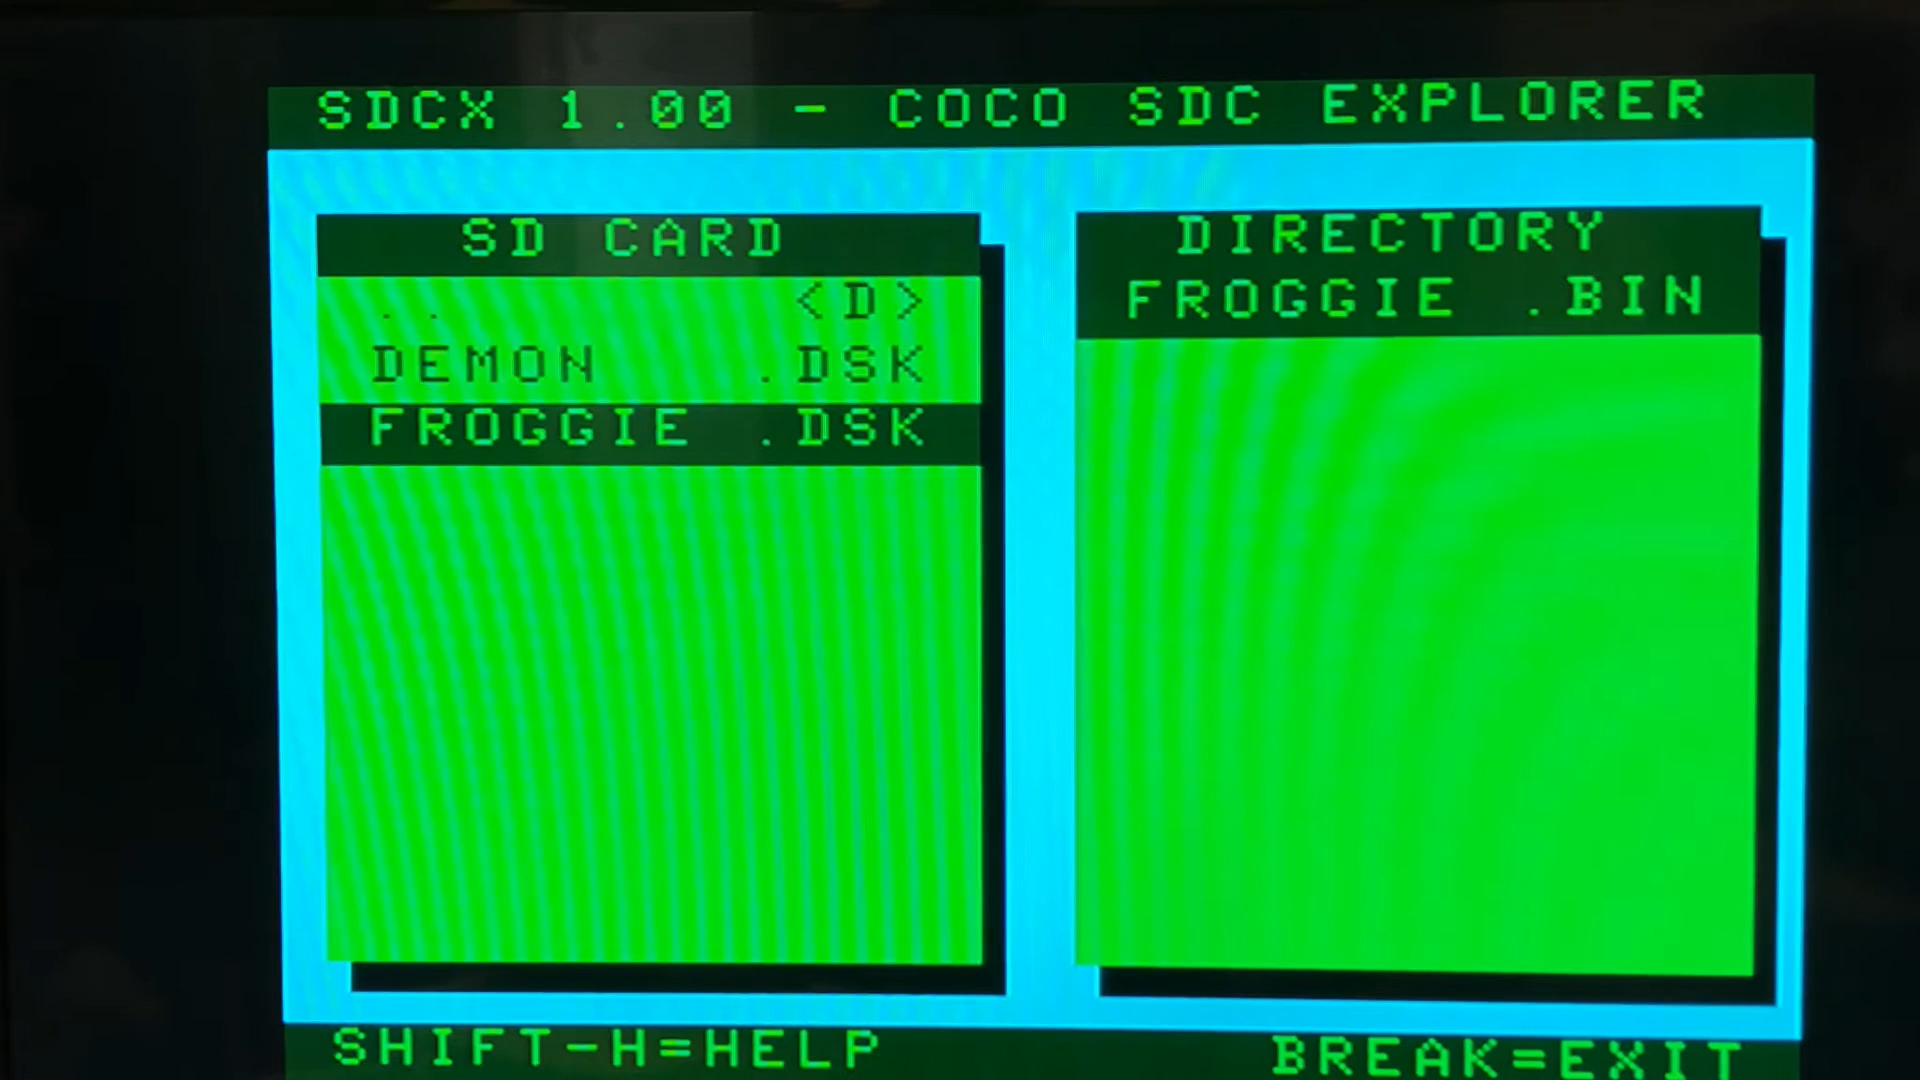 SDCX 1.00 - COCO SDC EXPLORER
SD CARD
.. <D>
DEMON .DSK
FROGGIE .DSK
DIRECTORY
FROGGIE .BIN
SHIFT-H=HELP
BREAK=EXIT